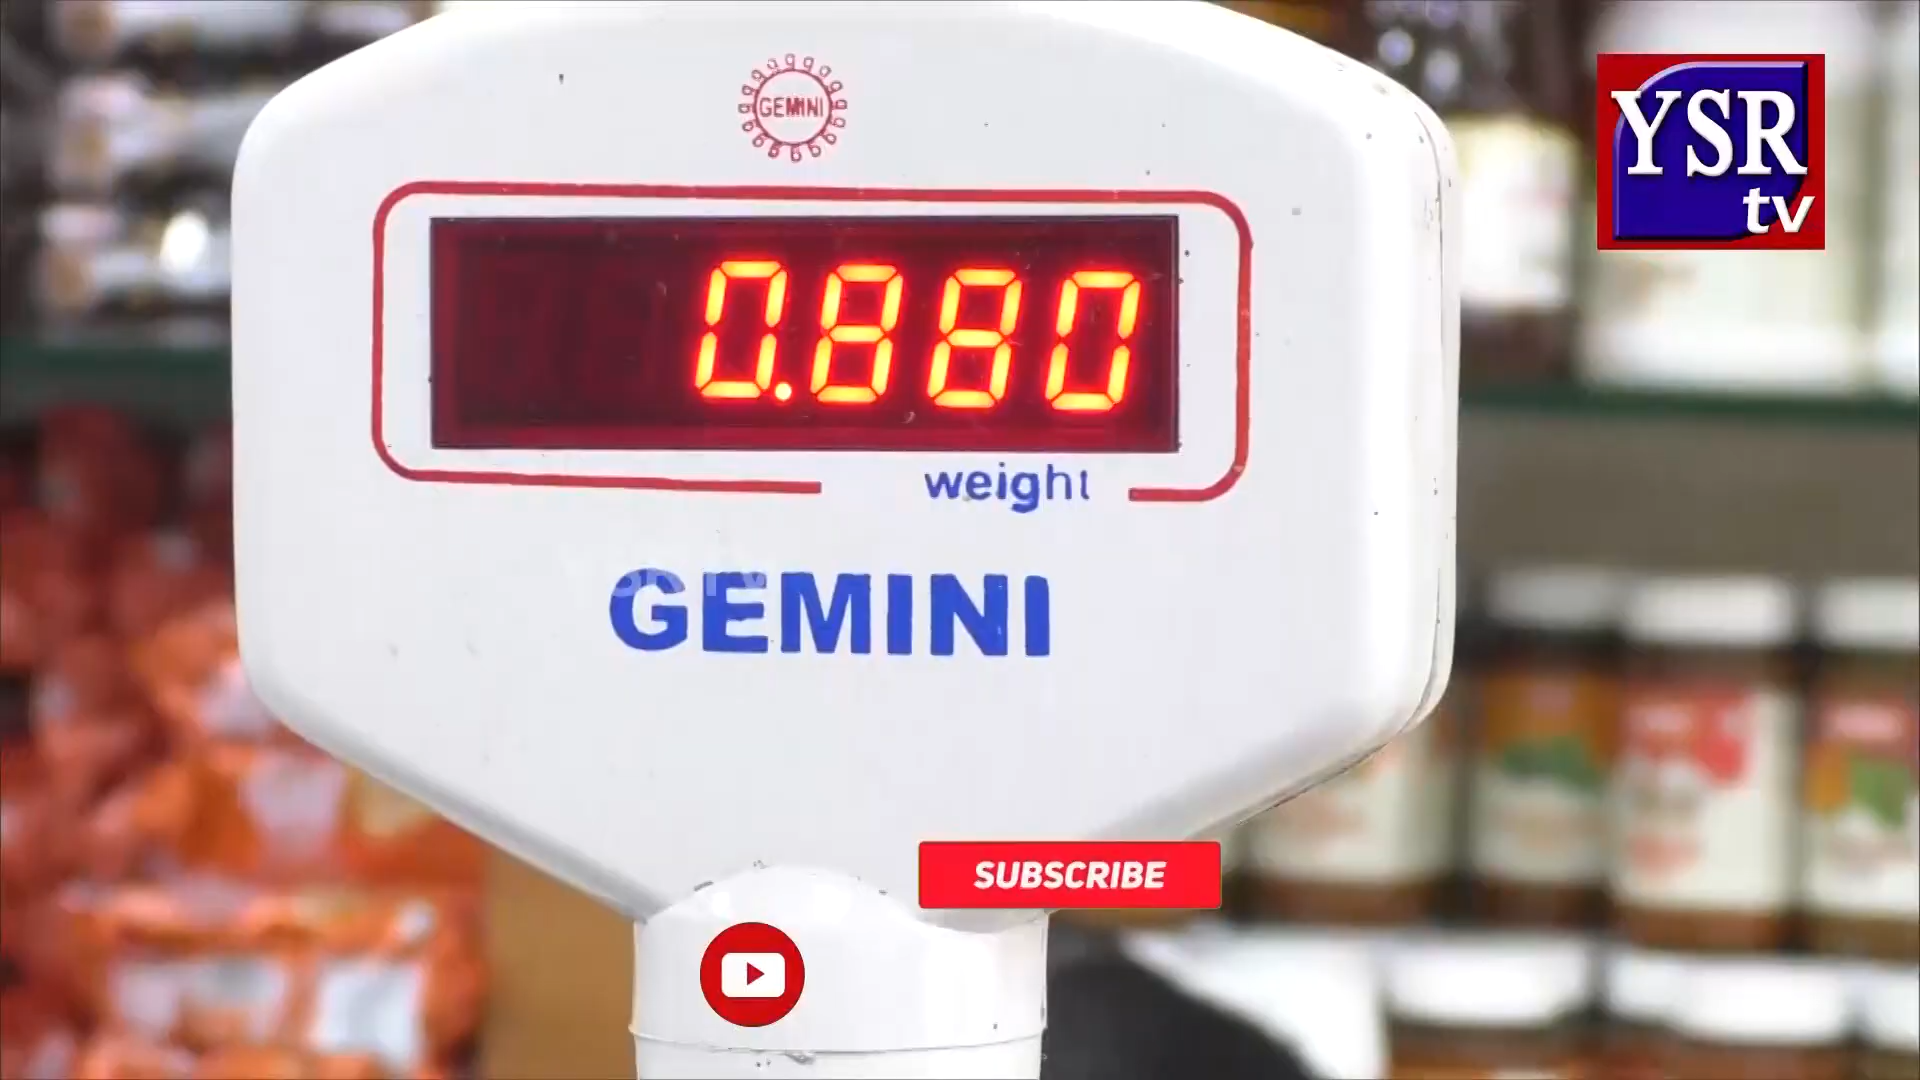 GEMINI
YSR
tv
0.880
weight
GEMINI
SUBSCRIBE